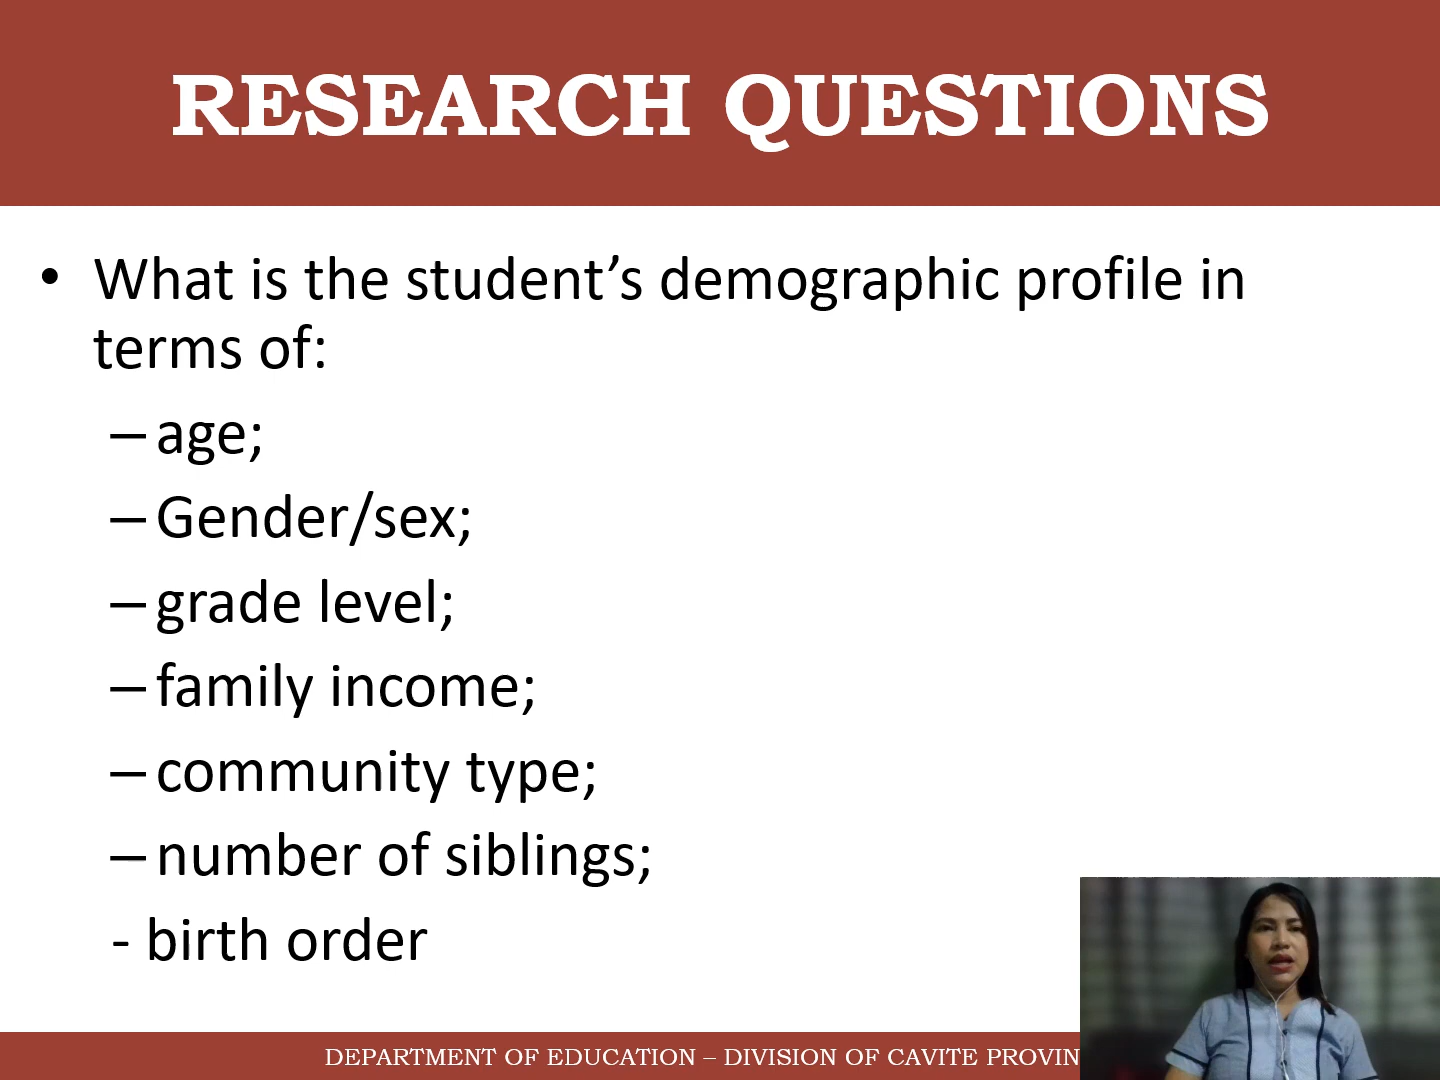 RESEARCH QUESTIONS
• What is the student’s demographic profile in
terms of:
– age;
– Gender/sex;
– grade level;
– family income;
– community type;
– number of siblings;
- birth order
DEPARTMENT OF EDUCATION – DIVISION OF CAVITE